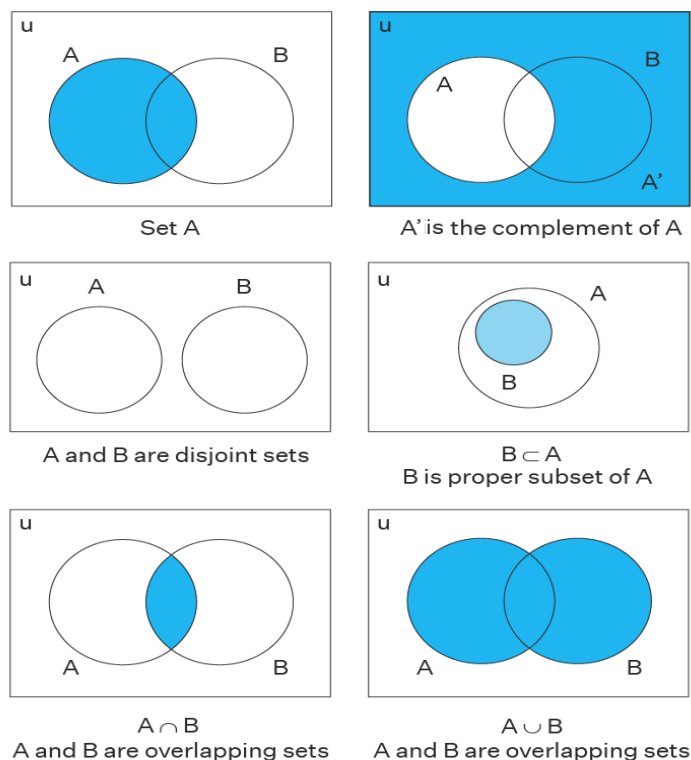 u
A
B
Set A
u
A
B
A'
A' is the complement of A
u
A
B
A and B are disjoint sets
u
A
B
B ⊂ A
B is proper subset of A
u
A
B
A ∩ B
A and B are overlapping sets
u
A
B
A ∪ B
A and B are overlapping sets